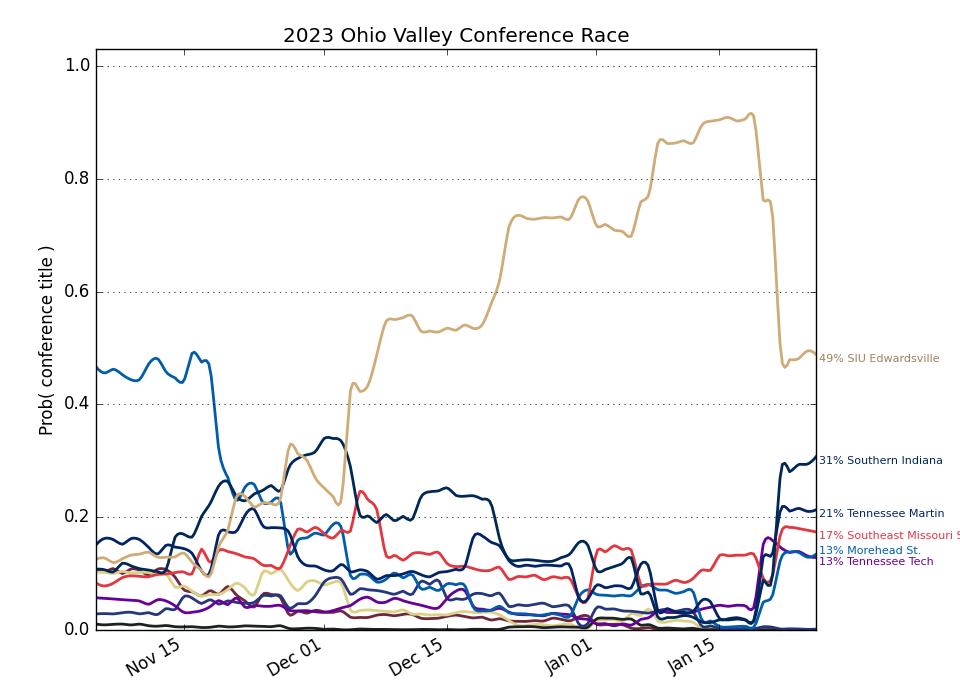 2023 Ohio Valley Conference Race
Prob( conference title )
1.0
0.8
0.6
0.4
0.2
0.0
Nov 15
Dec 01
Dec 15
Jan 01
Jan 15
49% SIU Edwardsville
31% Southern Indiana
21% Tennessee Martin
17% Southeast Missouri S
13% Morehead St.
13% Tennessee Tech